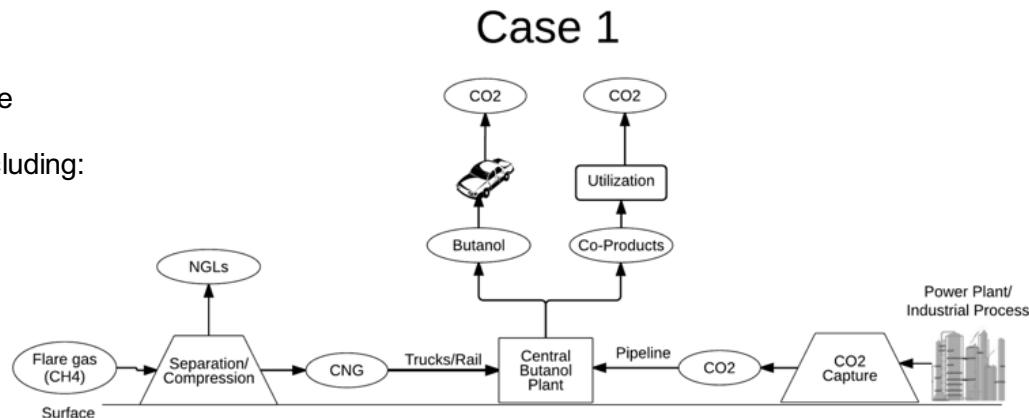 Case 1
e
cluding:
CO2
CO2
Utilization
Butanol
Co-Products
NGLs
Power Plant/
Industrial Process
Flare gas
(CH4)
Separation/
Compression
CNG
Trucks/Rail
Central
Butanol
Plant
Pipeline
CO2
CO2
Capture
Surface